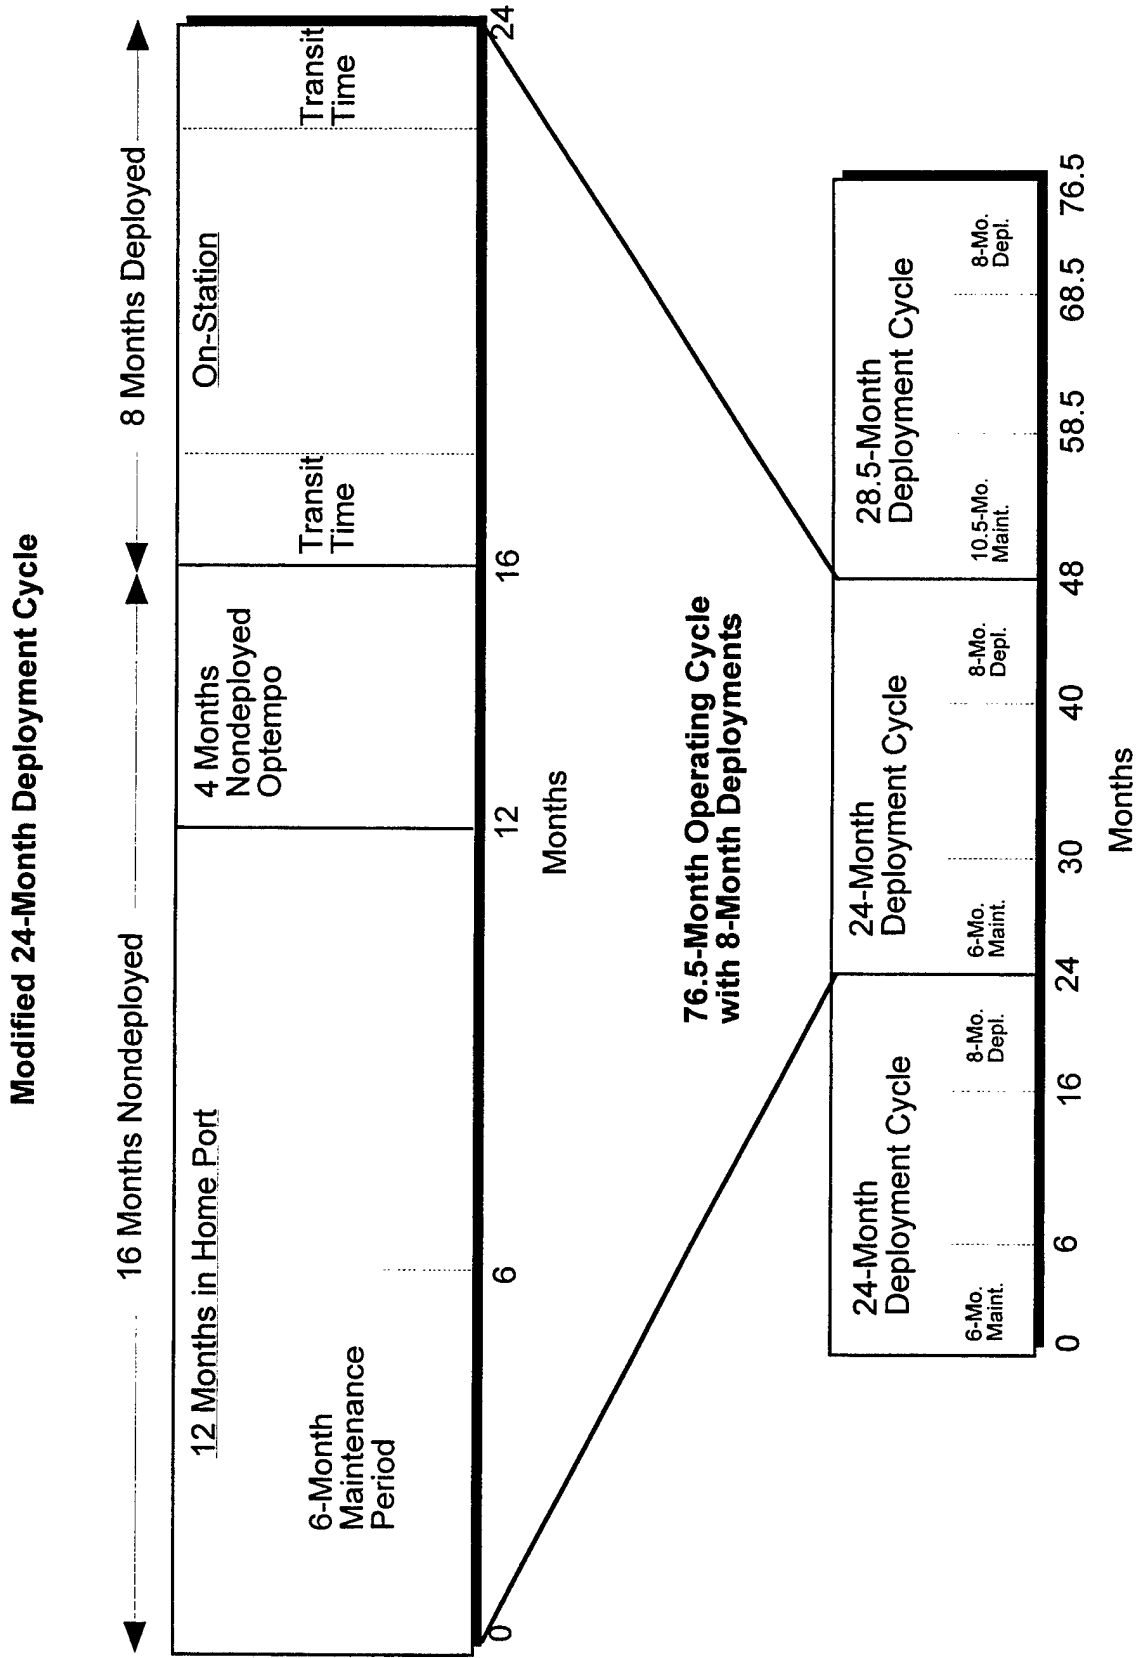 Modified 24-Month Deployment Cycle
16 Months Nondeployed
8 Months Deployed
12 Months in Home Port
4 Months
Nondeployed
Optempo
On-Station
6-Month
Maintenance
Period
Transit
Time
Transit
Time
0
6
12
16
24
Months
76.5-Month Operating Cycle
with 8-Month Deployments
24-Month
Deployment Cycle
24-Month
Deployment Cycle
28.5-Month
Deployment Cycle
6-Mo.
Maint.
8-Mo.
Depl.
6-Mo.
Maint.
8-Mo.
Depl.
10.5-Mo.
Maint.
8-Mo.
Depl.
0
6
16
24
30
40
48
58.5
68.5
76.5
Months